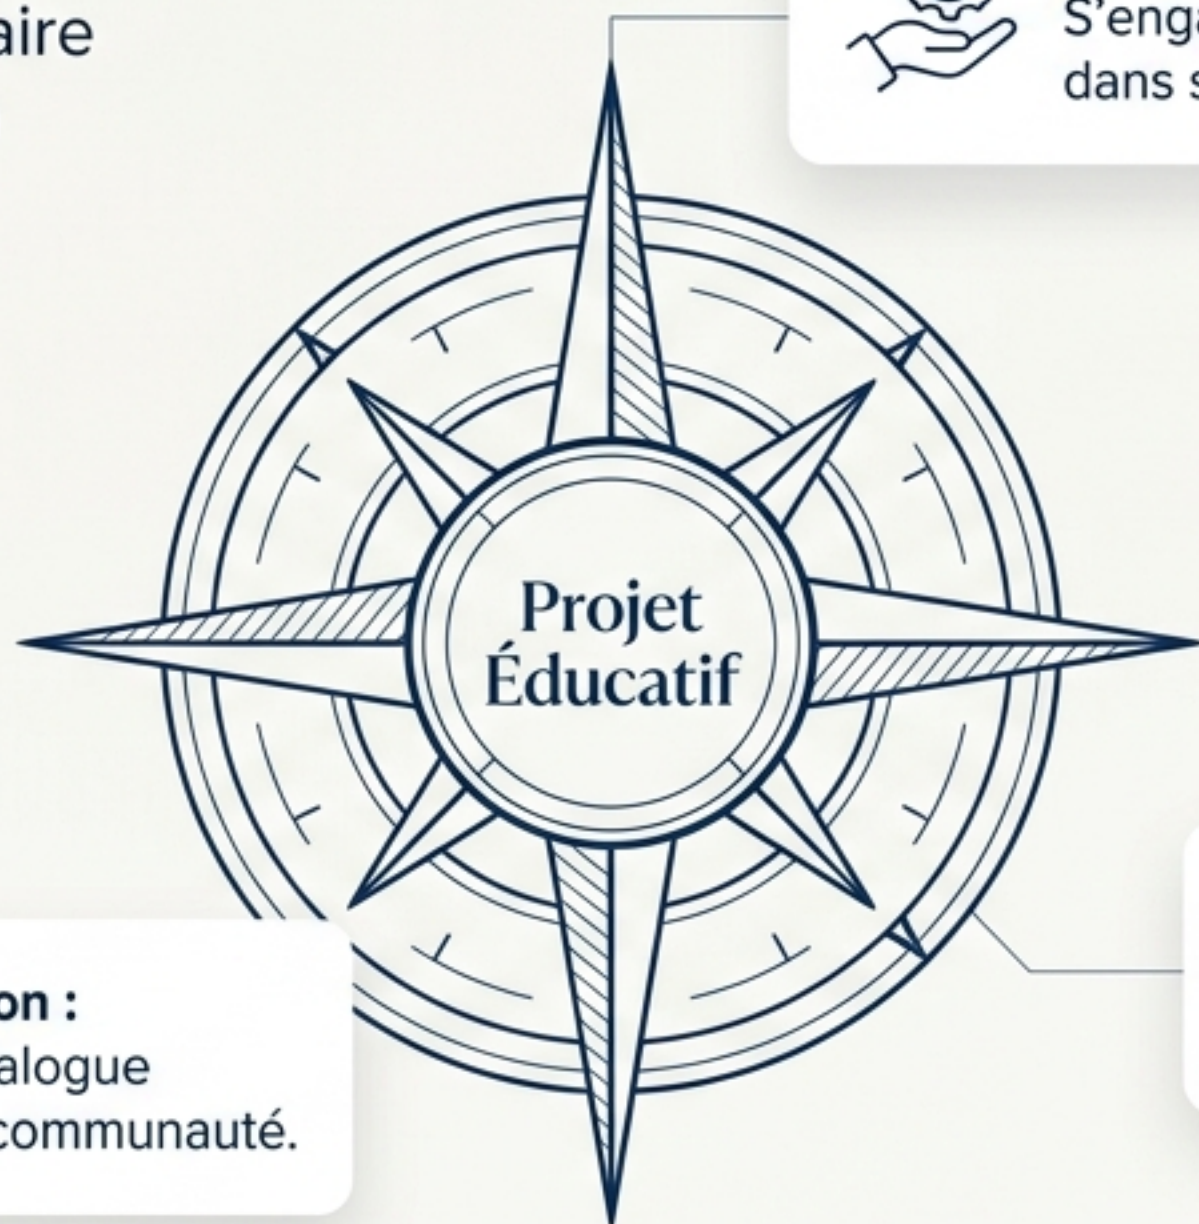 aire
S'enga
dans s
Projet
Éducatif
on :
alogue
communauté.